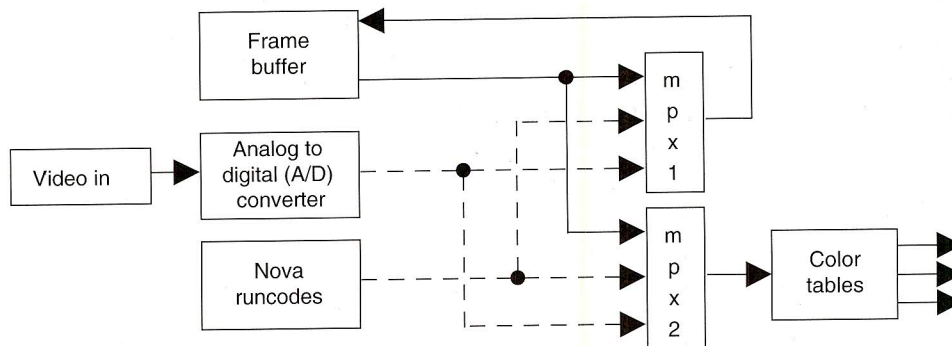 Frame
buffer
Video in
Analog to
digital (A/D)
converter
Nova
runcodes
m
p
x
1
m
p
x
2
Color
tables